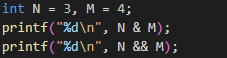 int N = 3, M = 4;
printf("%d\n", N & M);
printf("%d\n", N && M);